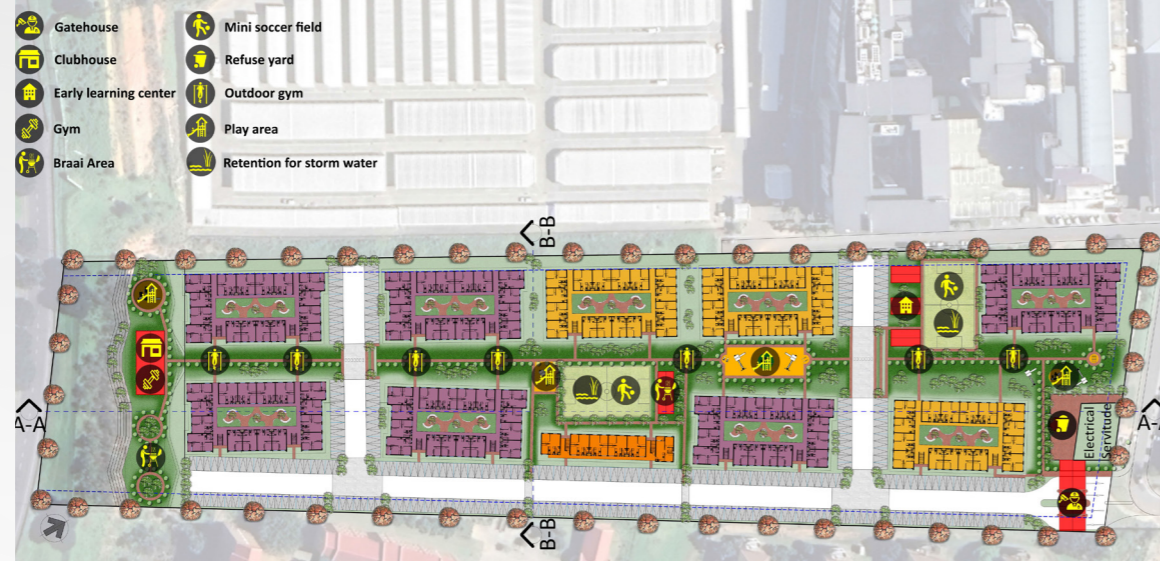 Gatehouse
Clubhouse
Early learning center
Gym
Braai Area
Mini soccer field
Refuse yard
Outdoor gym
Play area
Retention for storm water
B-B
A-A
Electrical
Servitude
A-A
B-B